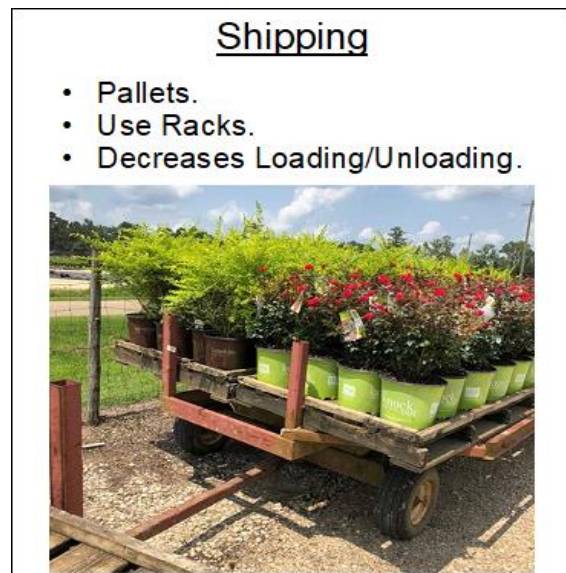 Shipping
• Pallets.
• Use Racks.
• Decreases Loading/Unloading.